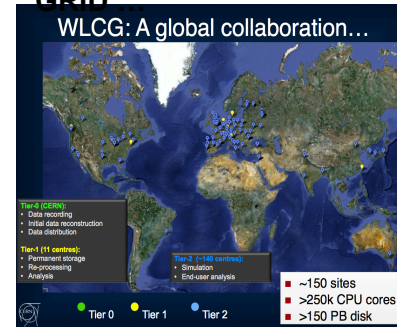 GRID ...
WLCG: A global collaboration...
Tier-0 (CERN):
• Data recording
• Initial data reconstruction
• Data distribution
Tier-1 (11 centres):
• Permanent storage
• Re-processing
• Analysis
Tier-2 (~140 centres):
• Simulation
• End-user analysis
~150 sites
>250k CPU cores
>150 PB disk
CERN
Tier 0
Tier 1
Tier 2